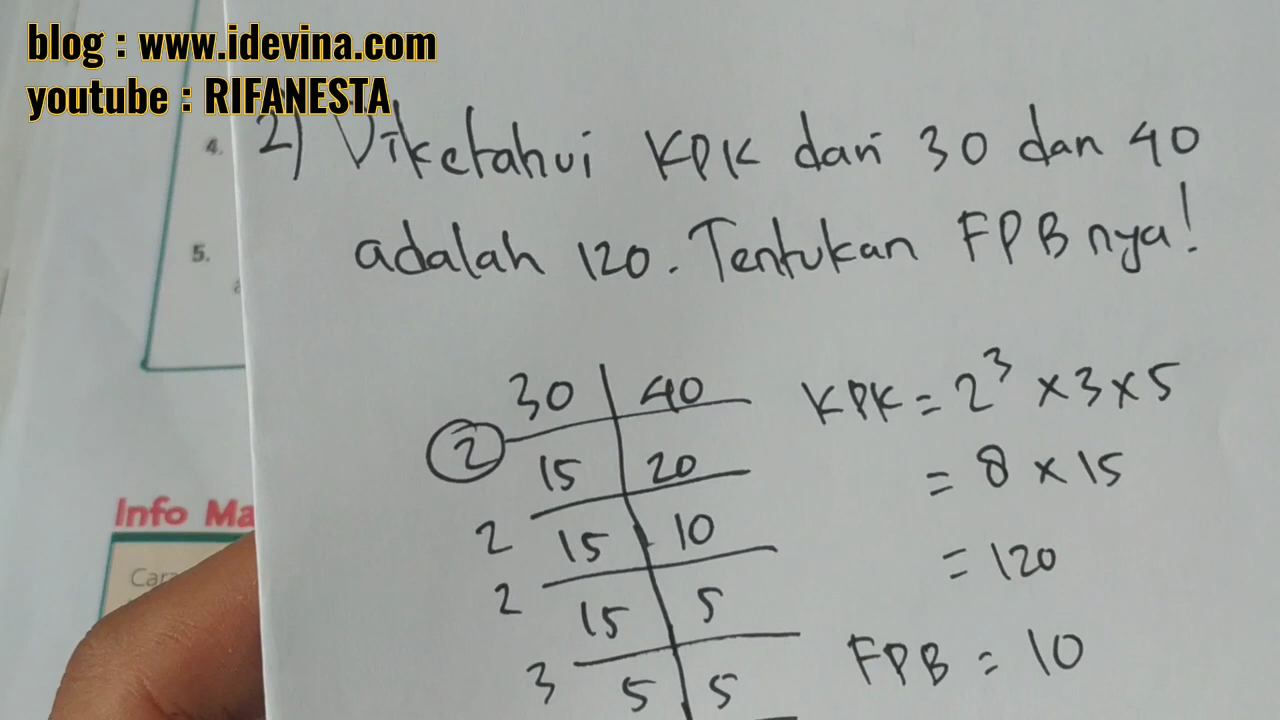 blog : www.idevina.com
youtube : RIFANESTA
4.
5.
a
Info Ma
Cara
2) Diketahui KPK dari 30 dan 40
adalah 120. Tentukan FPB nya!
30 | 40
2
15 | 20
2
15 | 10
2
15 | 5
3
5 | 5
KPK = 2³ x 3 x 5
= 8 x 15
= 120
FPB = 10